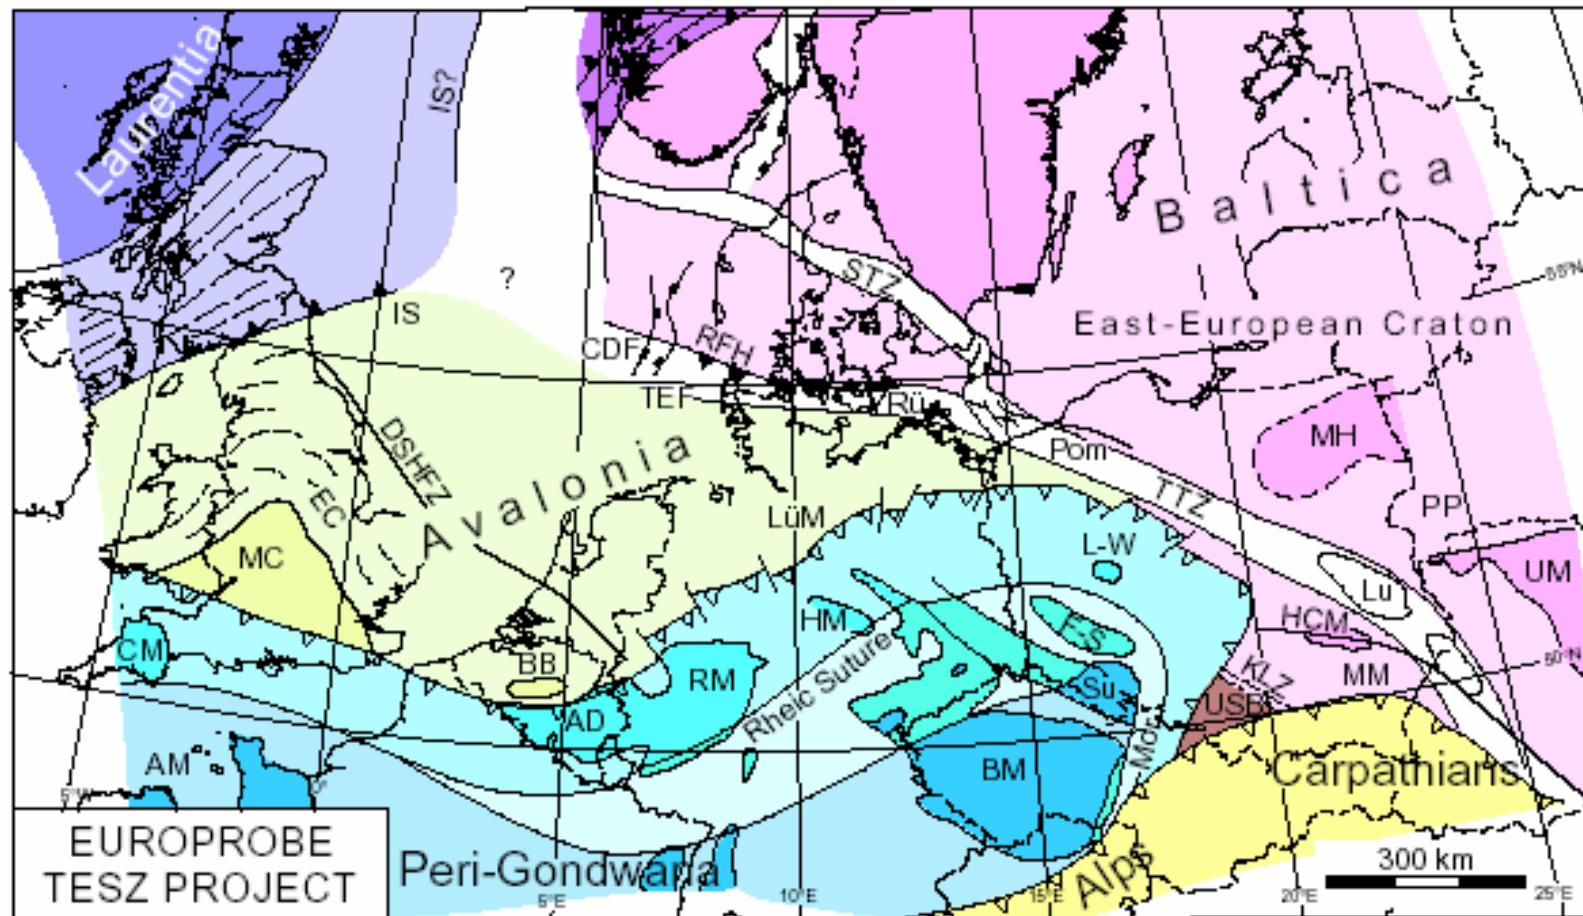 Laurentia
IS?
Baltica
?
STZ
55°N
IS
East-European Craton
CDF
RFH
TEF
Rü
DSHFZ
Avalonia
Pom
MH
EC
LüM
TTZ
PP
MC
L-W
UM
Lu
HM
F-S
HCM
CM
BB
RM
Rheic Suture
KLZ
50°N
AD
Su
USB
MM
AM
BM
Mor.
Carpathians
5°W
0°
EUROPROBE
TESZ PROJECT
Peri-Gondwana
Alps
300 km
5°E
10°E
15°E
20°E
25°E